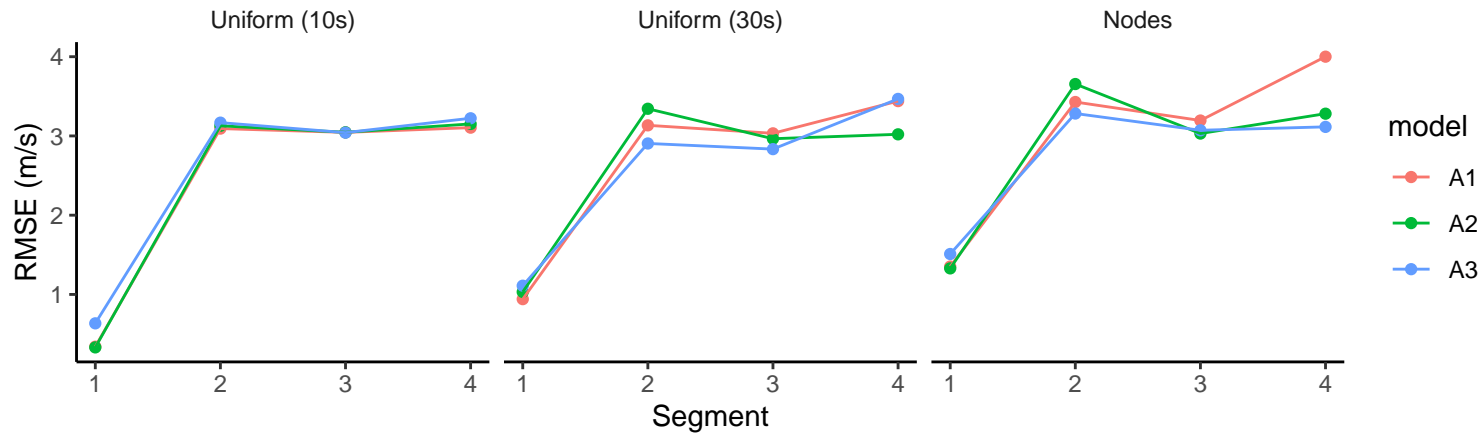 Uniform (10s) Uniform (30s) Nodes
4
3
2
1
RMSE (m/s)
1 2 3 4 1 2 3 4 1 2 3 4
Segment
model
A1
A2
A3